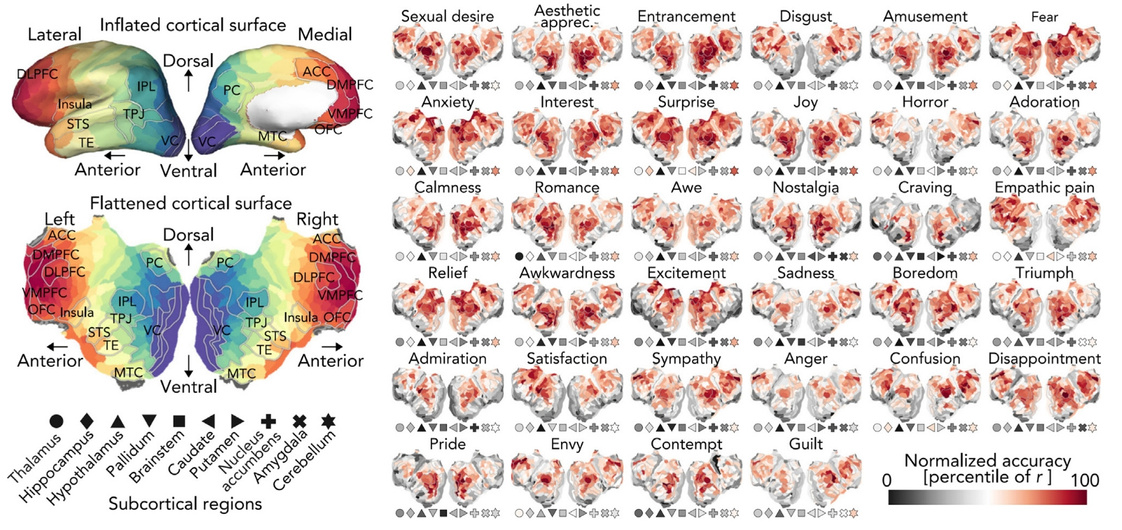 Inflated cortical surface
Lateral
Medial
Dorsal
DLPFC
IPL
PC
ACC
DMPFC
Insula
TPJ
VMPFC
STS
OFC
TE
VC
VC
MTC
Anterior
Ventral
Anterior
Flattened cortical surface
Left
Right
Dorsal
ACC
ACC
DMPFC
PC
PC
DMPFC
DLPFC
DLPFC
VMPFC
IPL
IPL
VMPFC
OFC
Insula
TPJ
TPJ
Insula
OFC
STS
VC
VC
STS
TE
TE
Anterior
MTC
Ventral
MTC
Anterior
Thalamus
Hippocampus
Hypothalamus
Pallidum
Brainstem
Caudate
Putamen
Nucleus
accumbens
Amygdala
Cerebellum
Subcortical regions
Sexual desire
Aesthetic
apprec.
Entrancement
Disgust
Amusement
Fear
Anxiety
Interest
Surprise
Joy
Horror
Adoration
Calmness
Romance
Awe
Nostalgia
Craving
Empathic pain
Relief
Awkwardness
Excitement
Sadness
Boredom
Triumph
Admiration
Satisfaction
Sympathy
Anger
Confusion
Disappointment
Pride
Envy
Contempt
Guilt
Normalized accuracy
[percentile of r ]
0
100